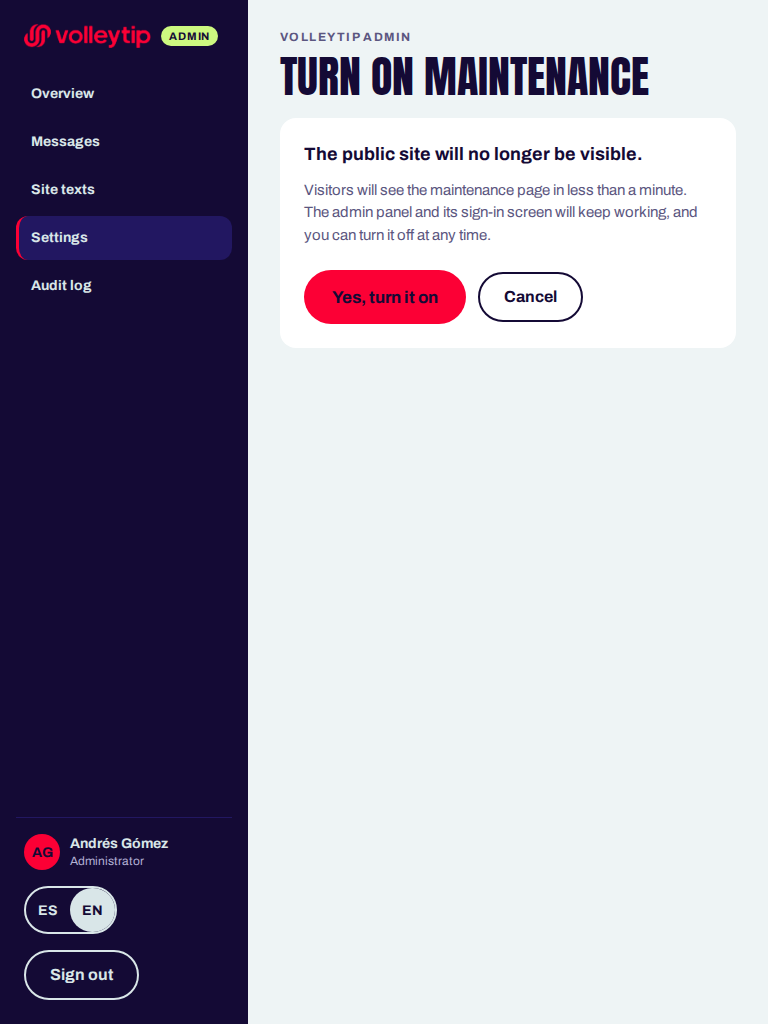 volleytip ADMIN
Overview
Messages
Site texts
Settings
Audit log
Andrés Gómez
AG
Administrator
ES EN
Sign out
VOLLEYTIP ADMIN
TURN ON MAINTENANCE
The public site will no longer be visible.
Visitors will see the maintenance page in less than a minute.
The admin panel and its sign-in screen will keep working, and
you can turn it off at any time.
Yes, turn it on
Cancel